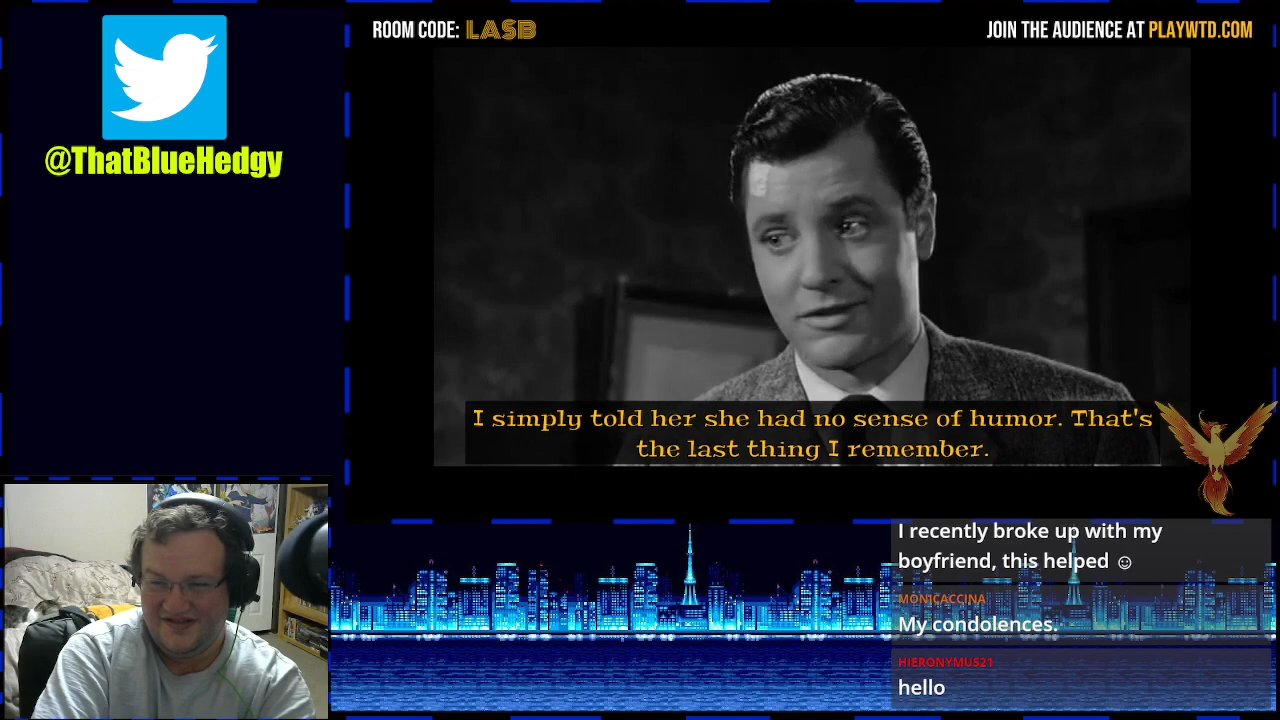 ROOM CODE: LASB
JOIN THE AUDIENCE AT PLAYWTD.COM
@ThatBlueHedgy
I simply told her she had no sense of humor. That's
the last thing I remember.
I recently broke up with my
boyfriend, this helped ☺
MONICACCINA
My condolences.
HIERONYMUS21
hello